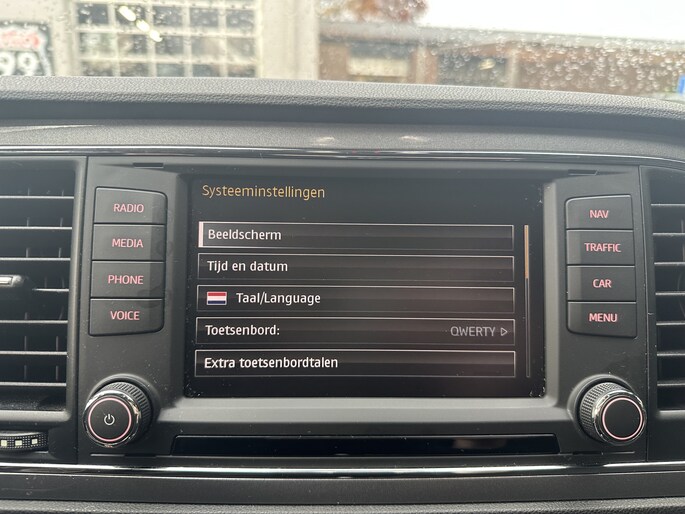 99
RADIO
MEDIA
PHONE
VOICE
Systeeminstellingen
Beeldscherm
Tijd en datum
Taal/Language
Toetsenbord: QWERTY
Extra toetsenbordtalen
NAV
TRAFFIC
CAR
MENU